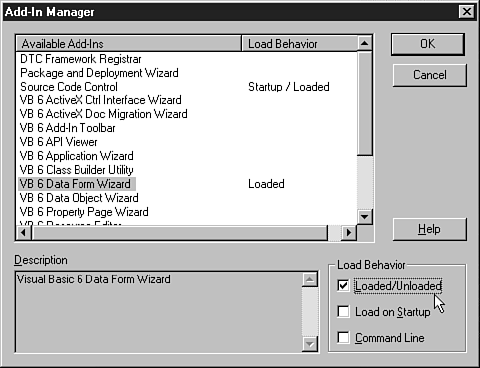 Add-In Manager
Available Add-Ins Load Behavior
DTC Framework Registrar
Package and Deployment Wizard
Source Code Control Startup / Loaded
VB 6 ActiveX Ctrl Interface Wizard
VB 6 ActiveX Doc Migration Wizard
VB 6 Add-In Toolbar
VB 6 API Viewer
VB 6 Application Wizard
VB 6 Class Builder Utility
VB 6 Data Form Wizard Loaded
VB 6 Data Object Wizard
VB 6 Property Page Wizard
VB 6 Resource Editor
OK
Cancel
Help
Description
Visual Basic 6 Data Form Wizard
Load Behavior
Loaded/Unloaded
Load on Startup
Command Line